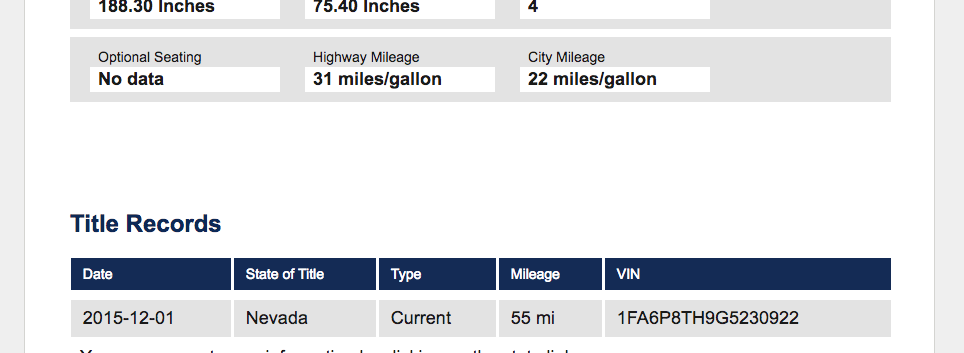 188.30 Inches 75.40 Inches 4
Optional Seating Highway Mileage City Mileage
No data 31 miles/gallon 22 miles/gallon
Title Records
Date State of Title Type Mileage VIN
2015-12-01 Nevada Current 55 mi 1FA6P8TH9G5230922